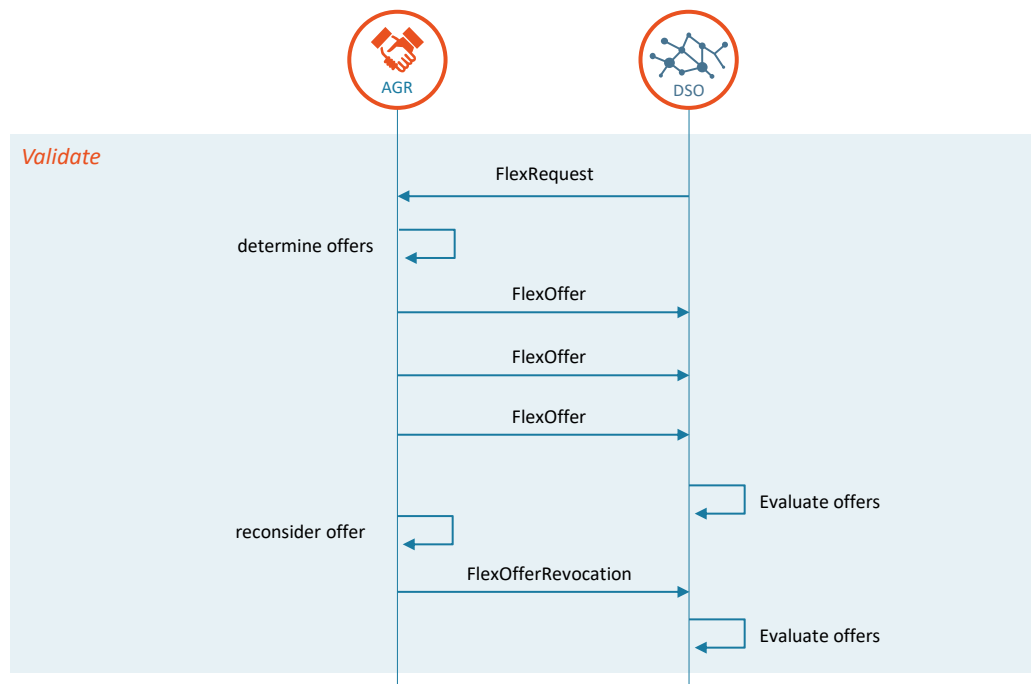 AGR
DSO
Validate
FlexRequest
determine offers
FlexOffer
FlexOffer
FlexOffer
Evaluate offers
reconsider offer
FlexOfferRevocation
Evaluate offers